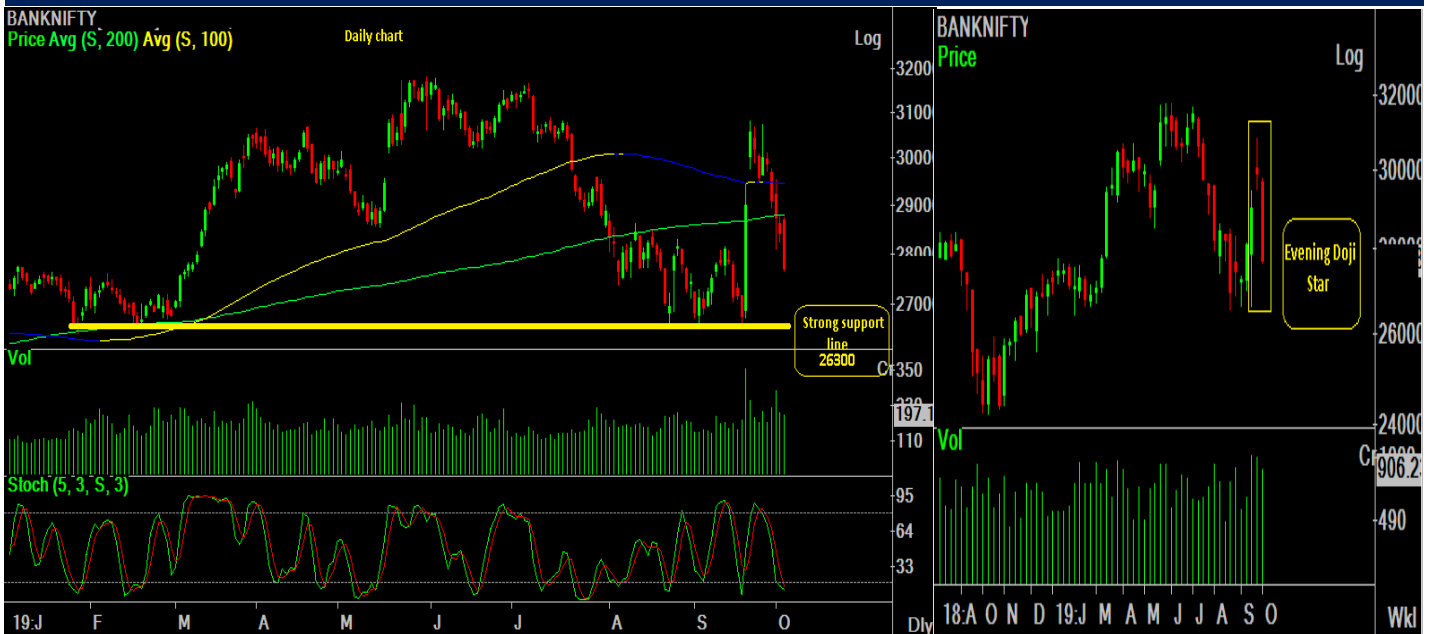 BANKNIFTY
Price Avg (S, 200) Avg (S, 100)
Daily chart
Log
3200
3100
3000
2900
2800
2700
Strong support
line
26300
Vol
Cr 350
197.1
110
Stoch (5, 3, S, 3)
95
64
33
19:J F M A M J J A S O
Dly
BANKNIFTY
Price
Log
32000
30000
26000
24000
Evening Doji
Star
Vol
Cr
906.2
490
18:A O N D 19:J M A M J J A S O
Wkl